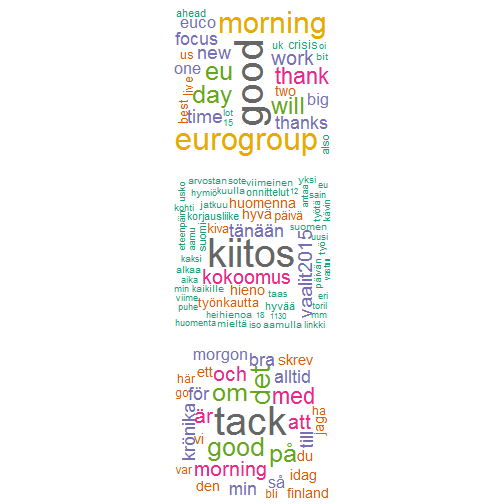 ahead
euco morning
focus
us new good uk crisis oi
work bit
one eu thank
best live day two
will big
time lot 15 thanks
eurogroup also
arvostan sote viimeinen yksi
usko hymiö kuulla onnittelut 12 antaa eu
kohti jatkuu huomenna sain
eteenpäin korjausliike hyvä päivä työtä kävin
aamu suomi kiva tänään suomen uusi
kaksi kiitos vaalit2015 työ
alkaa päivän vastuu
aika kokoomus
min kaikille hieno taas eri
viime työnkautta hyvää toril
puhe heihienoa 18 1130 mm
huomenta mieltä iso aamulla linkki
morgon bra skrev
här ett och det alltid
go för om med
krönika är tack att ha jaga
vi till
good på du
var morning så idag
den min bli finland